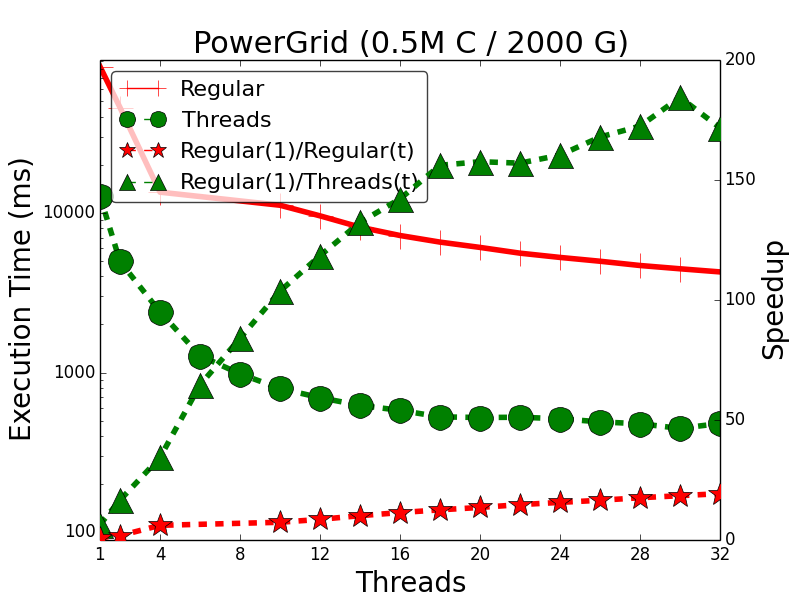 PowerGrid (0.5M C / 2000 G)
Regular
Threads
Regular(1)/Regular(t)
Regular(1)/Threads(t)
Execution Time (ms)
10000
1000
100
200
150
100
50
0
Speedup
1 4 8 12 16 20 24 28 32
Threads